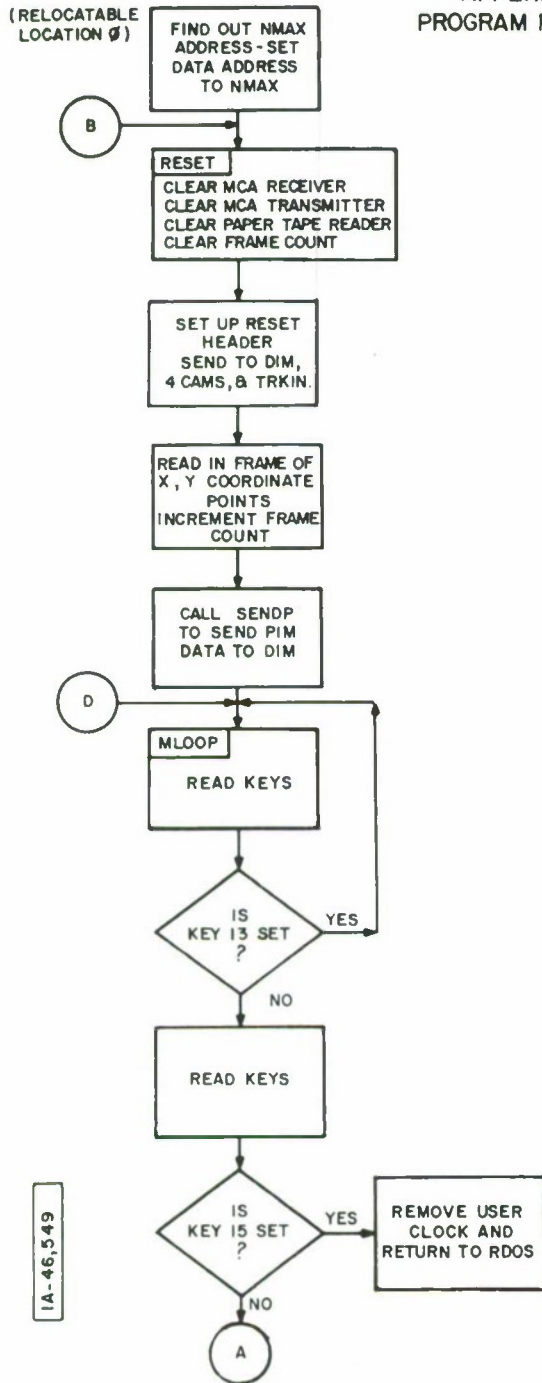 (RELOCATABLE
LOCATION Ø)
PROGRAM
FIND OUT NMAX
ADDRESS - SET
DATA ADDRESS
TO NMAX
B
RESET
CLEAR MCA RECEIVER
CLEAR MCA TRANSMITTER
CLEAR PAPER TAPE READER
CLEAR FRAME COUNT
SET UP RESET
HEADER
SEND TO DIM,
4 CAMS, & TRKIN.
READ IN FRAME OF
X, Y COORDINATE
POINTS
INCREMENT FRAME
COUNT
CALL SENDP
TO SEND PIM
DATA TO DIM
D
MLOOP
READ KEYS
IS
KEY 13 SET
?
YES
NO
READ KEYS
IS
KEY 15 SET
?
YES
REMOVE USER
CLOCK AND
RETURN TO RDOS
NO
A
IA-46,549